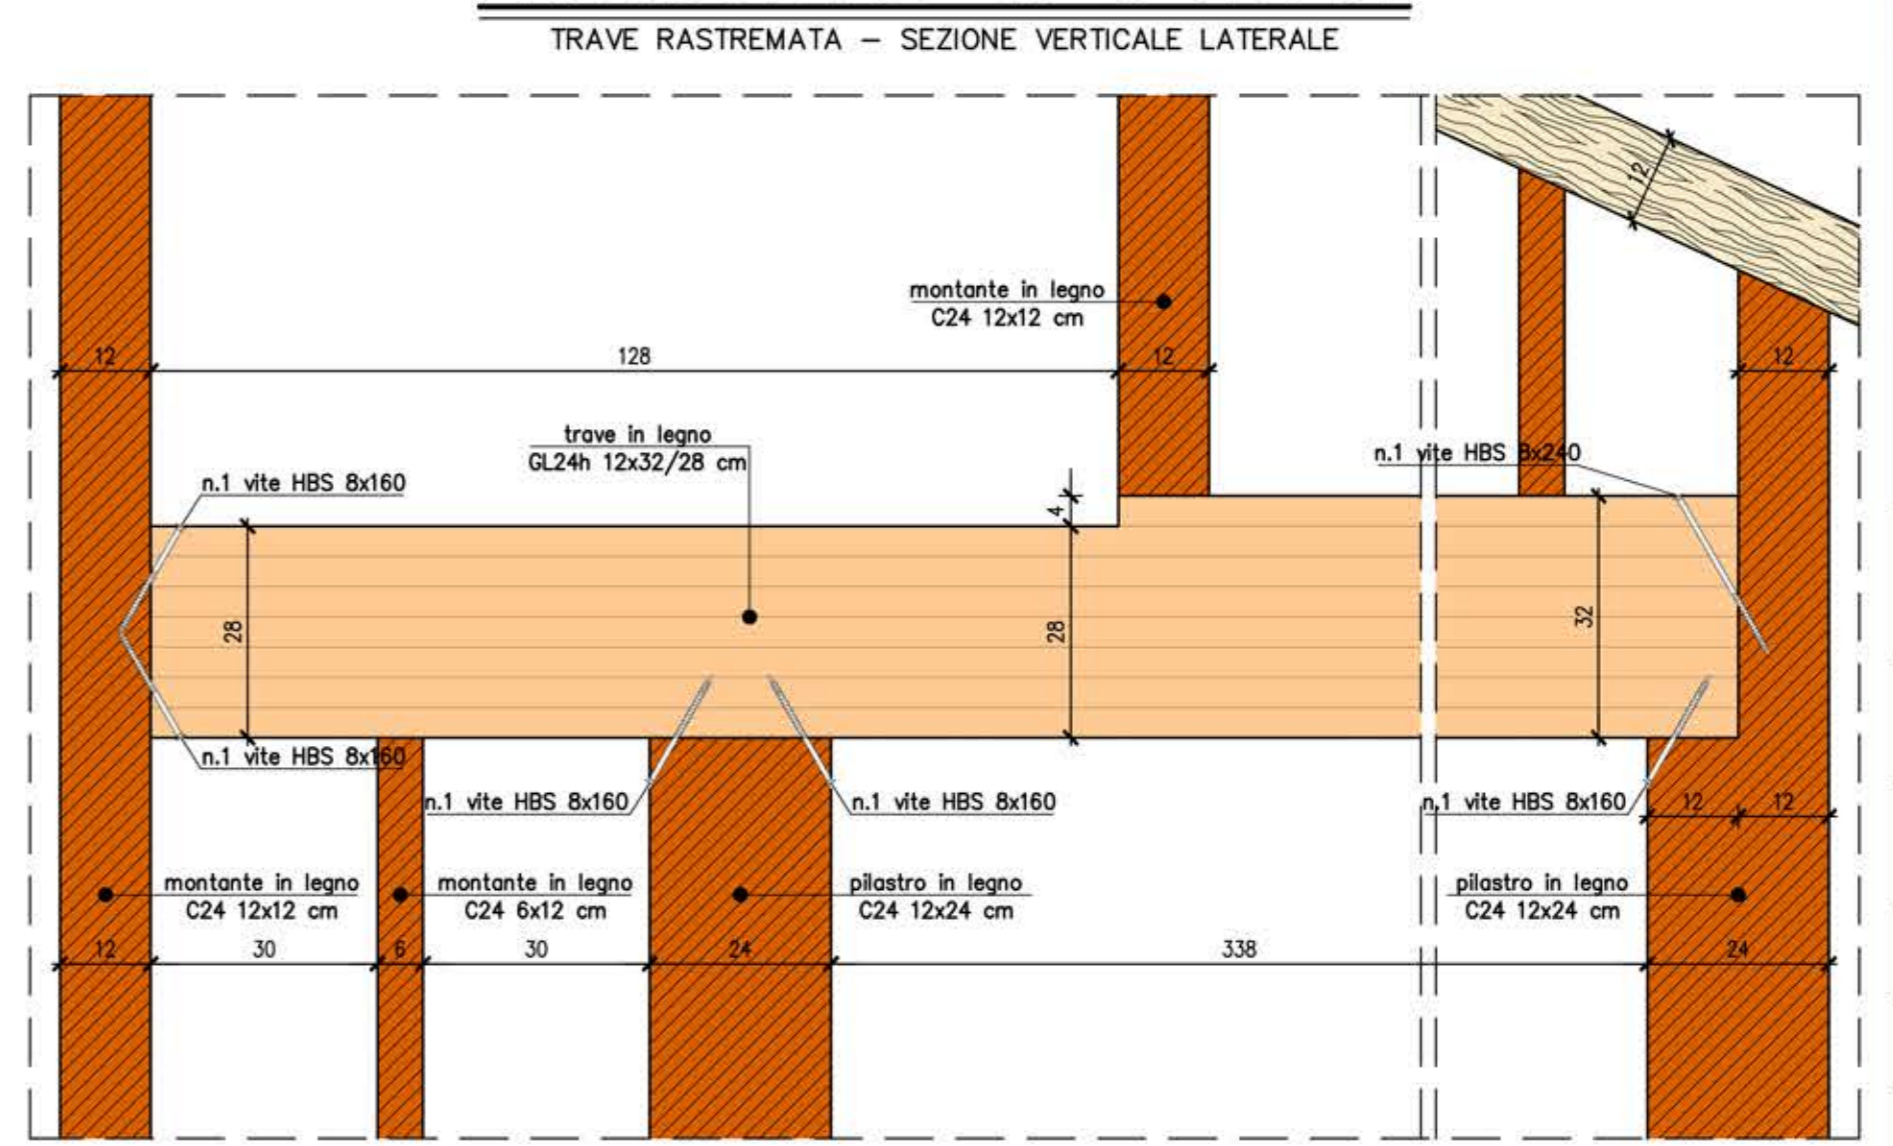 TRAVE RASTREMATA – SEZIONE VERTICALE LATERALE
12
montante in legno
C24 12x12 cm
12
128
12
12
trave in legno
GL24h 12x32/28 cm
n.1 vite HBS 8x240
n.1 vite HBS 8x160
4
28
28
32
n.1 vite HBS 8x160
n.1 vite HBS 8x160
n.1 vite HBS 8x160
n.1 vite HBS 8x160
12
12
montante in legno
C24 12x12 cm
montante in legno
C24 6x12 cm
pilastro in legno
C24 12x24 cm
pilastro in legno
C24 12x24 cm
12
30
6
30
24
338
24